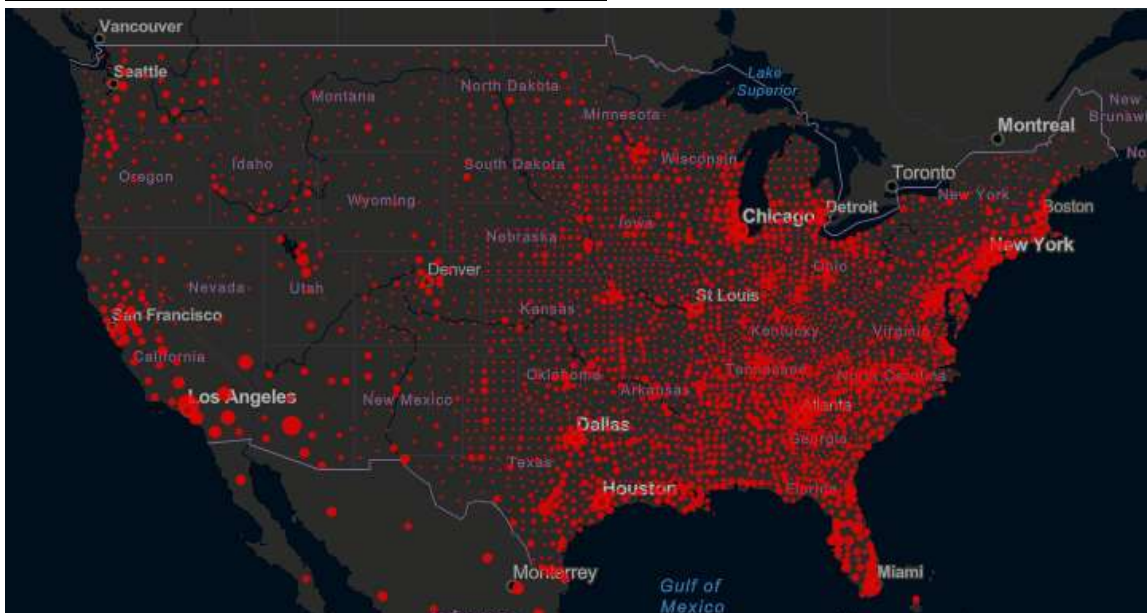 Vancouver
Seattle
Lake
Superior
North Dakota
Montana
Minnesota
New
Brunswi
Montreal
No
Wisconsin
Toronto
Idaho
South Dakota
Oregon
New York
Wyoming
Detroit
Boston
Chicago
Iowa
Nebraska
New York
Ohio
Denver
Nevada
Utah
St Louis
Kansas
San Francisco
Kentucky
Virginia
California
Tennessee
Oklahoma
North Carolina
Arkansas
Los Angeles
New Mexico
Atlanta
Dallas
Georgia
Texas
Houston
Florida
Monterrey
Miami
Gulf of
Mexico